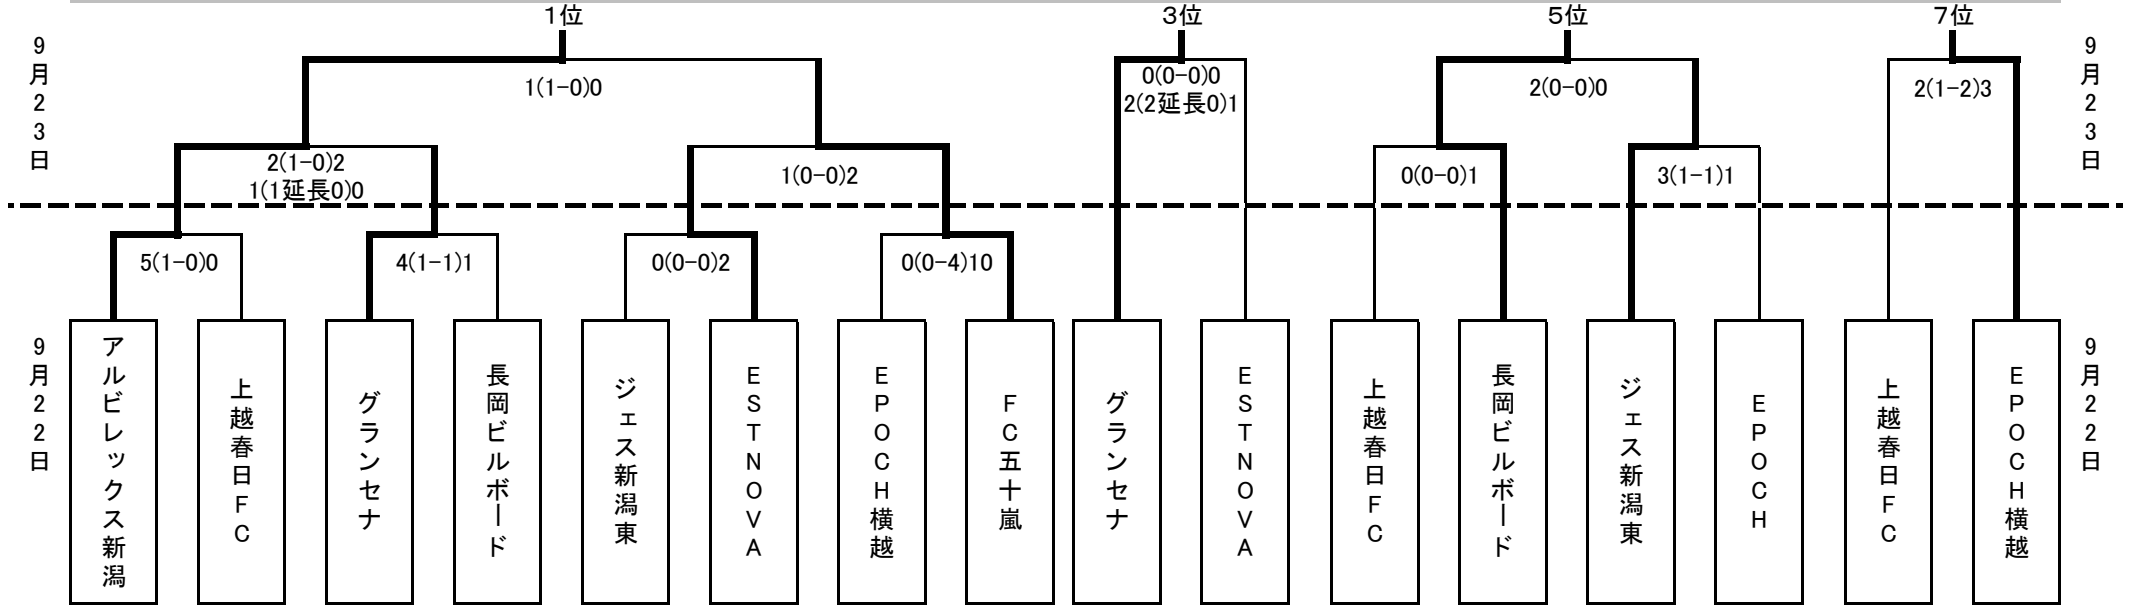 1位
3位
5位
7位
9月23日
9月23日
1(1-0)0
0(0-0)0
2(2延長0)1
2(0-0)0
2(1-2)3
2(1-0)2
1(1延長0)0
1(0-0)2
0(0-0)1
3(1-1)1
5(1-0)0
4(1-1)1
0(0-0)2
0(0-4)10
9月22日
アルビレックス新潟
上越春日FC
グランセナ
長岡ビルボード
ジェス新潟東
ESTNOVA
EPOCH横越
FC五十嵐
グランセナ
ESTNOVA
上越春日FC
長岡ビルボード
ジェス新潟東
EPOCH
上越春日FC
EPOCH横越
9月22日